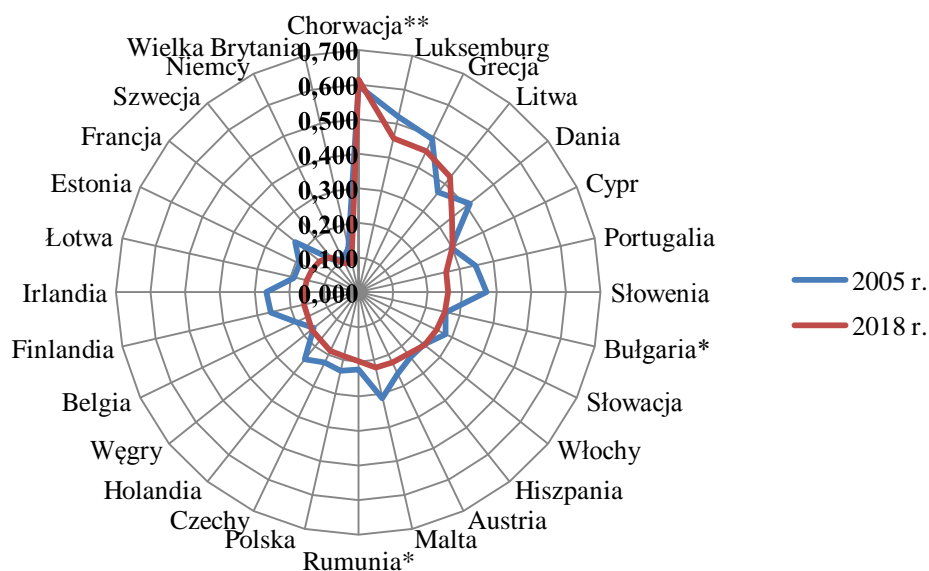 Chorwacja**
Luksemburg
Grecja
Litwa
Dania
Cypr
Portugalia
Słowenia
Bułgaria*
Słowacja
Włochy
Hiszpania
Austria
Malta
Rumunia*
Polska
Czechy
Holandia
Węgry
Belgia
Finlandia
Irlandia
Łotwa
Estonia
Francja
Szwecja
Niemcy
Wielka Brytania
0,700
0,600
0,500
0,400
0,300
0,200
0,100
0,000
2005 r.
2018 r.